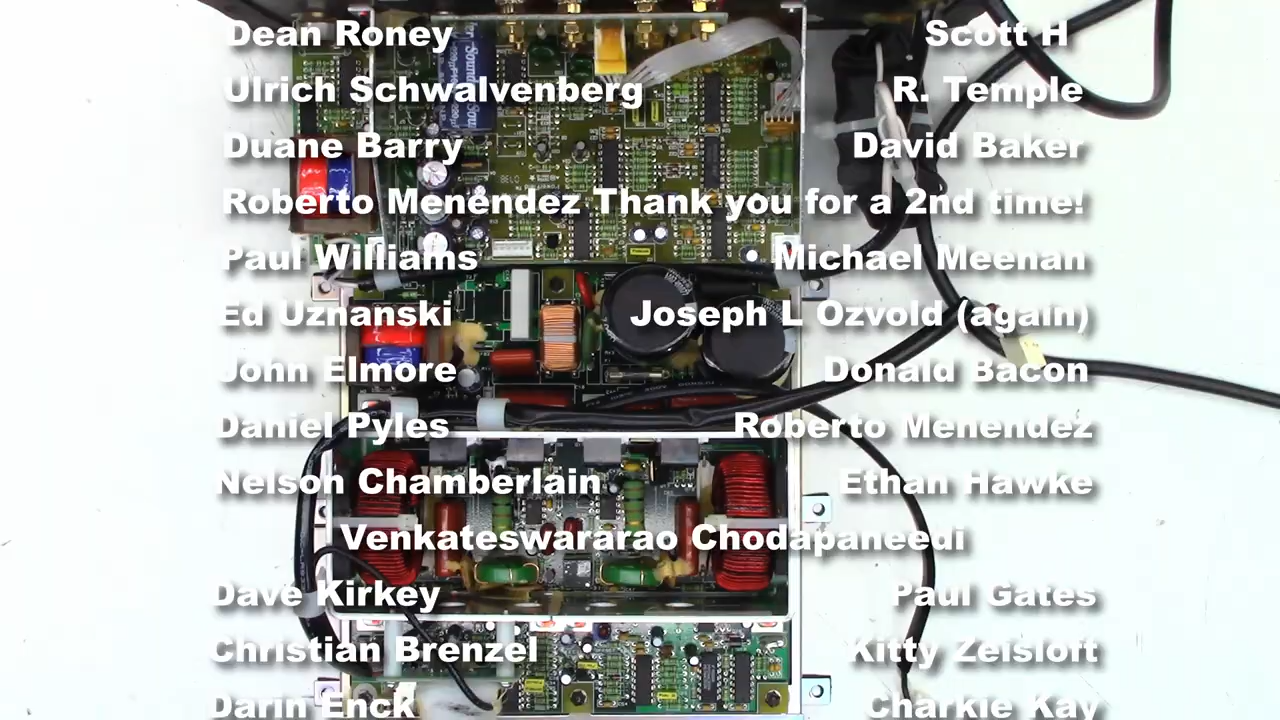 Dean Roney Scott H
Ulrich Schwalvenberg R. Temple
Duane Barry David Baker
Roberto Menendez Thank you for a 2nd time!
Paul Williams Michael Meenan
Ed Uznanski Joseph L Ozvold (again)
John Elmore Donald Bacon
Daniel Pyles Roberto Menendez
Nelson Chamberlain Ethan Hawke
Venkateswararao Chodapaneedi
Dave Kirkey Paul Gates
Christian Brenzel Kitty Zeisloft
Darin Enck Charkie Kay